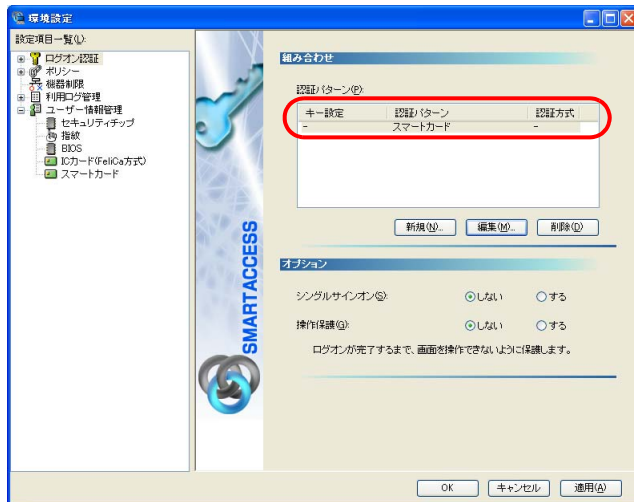 環境設定
設定項目一覧(L):
ログオン認証
ポリシー
機器制限
利用ログ管理
ユーザー情報管理
セキュリティチップ
指紋
BIOS
ICカード(FeliCa方式)
スマートカード
SMARTACCESS
組み合わせ
認証パターン(P):
キー設定 認証パターン 認証方式
- スマートカード -
新規(N)... 編集(M)... 削除(D)
オプション
シングルサインオン(S): しない する
操作保護(G): しない する
ログオンが完了するまで、画面を操作できないように保護します。
OK キャンセル 適用(A)